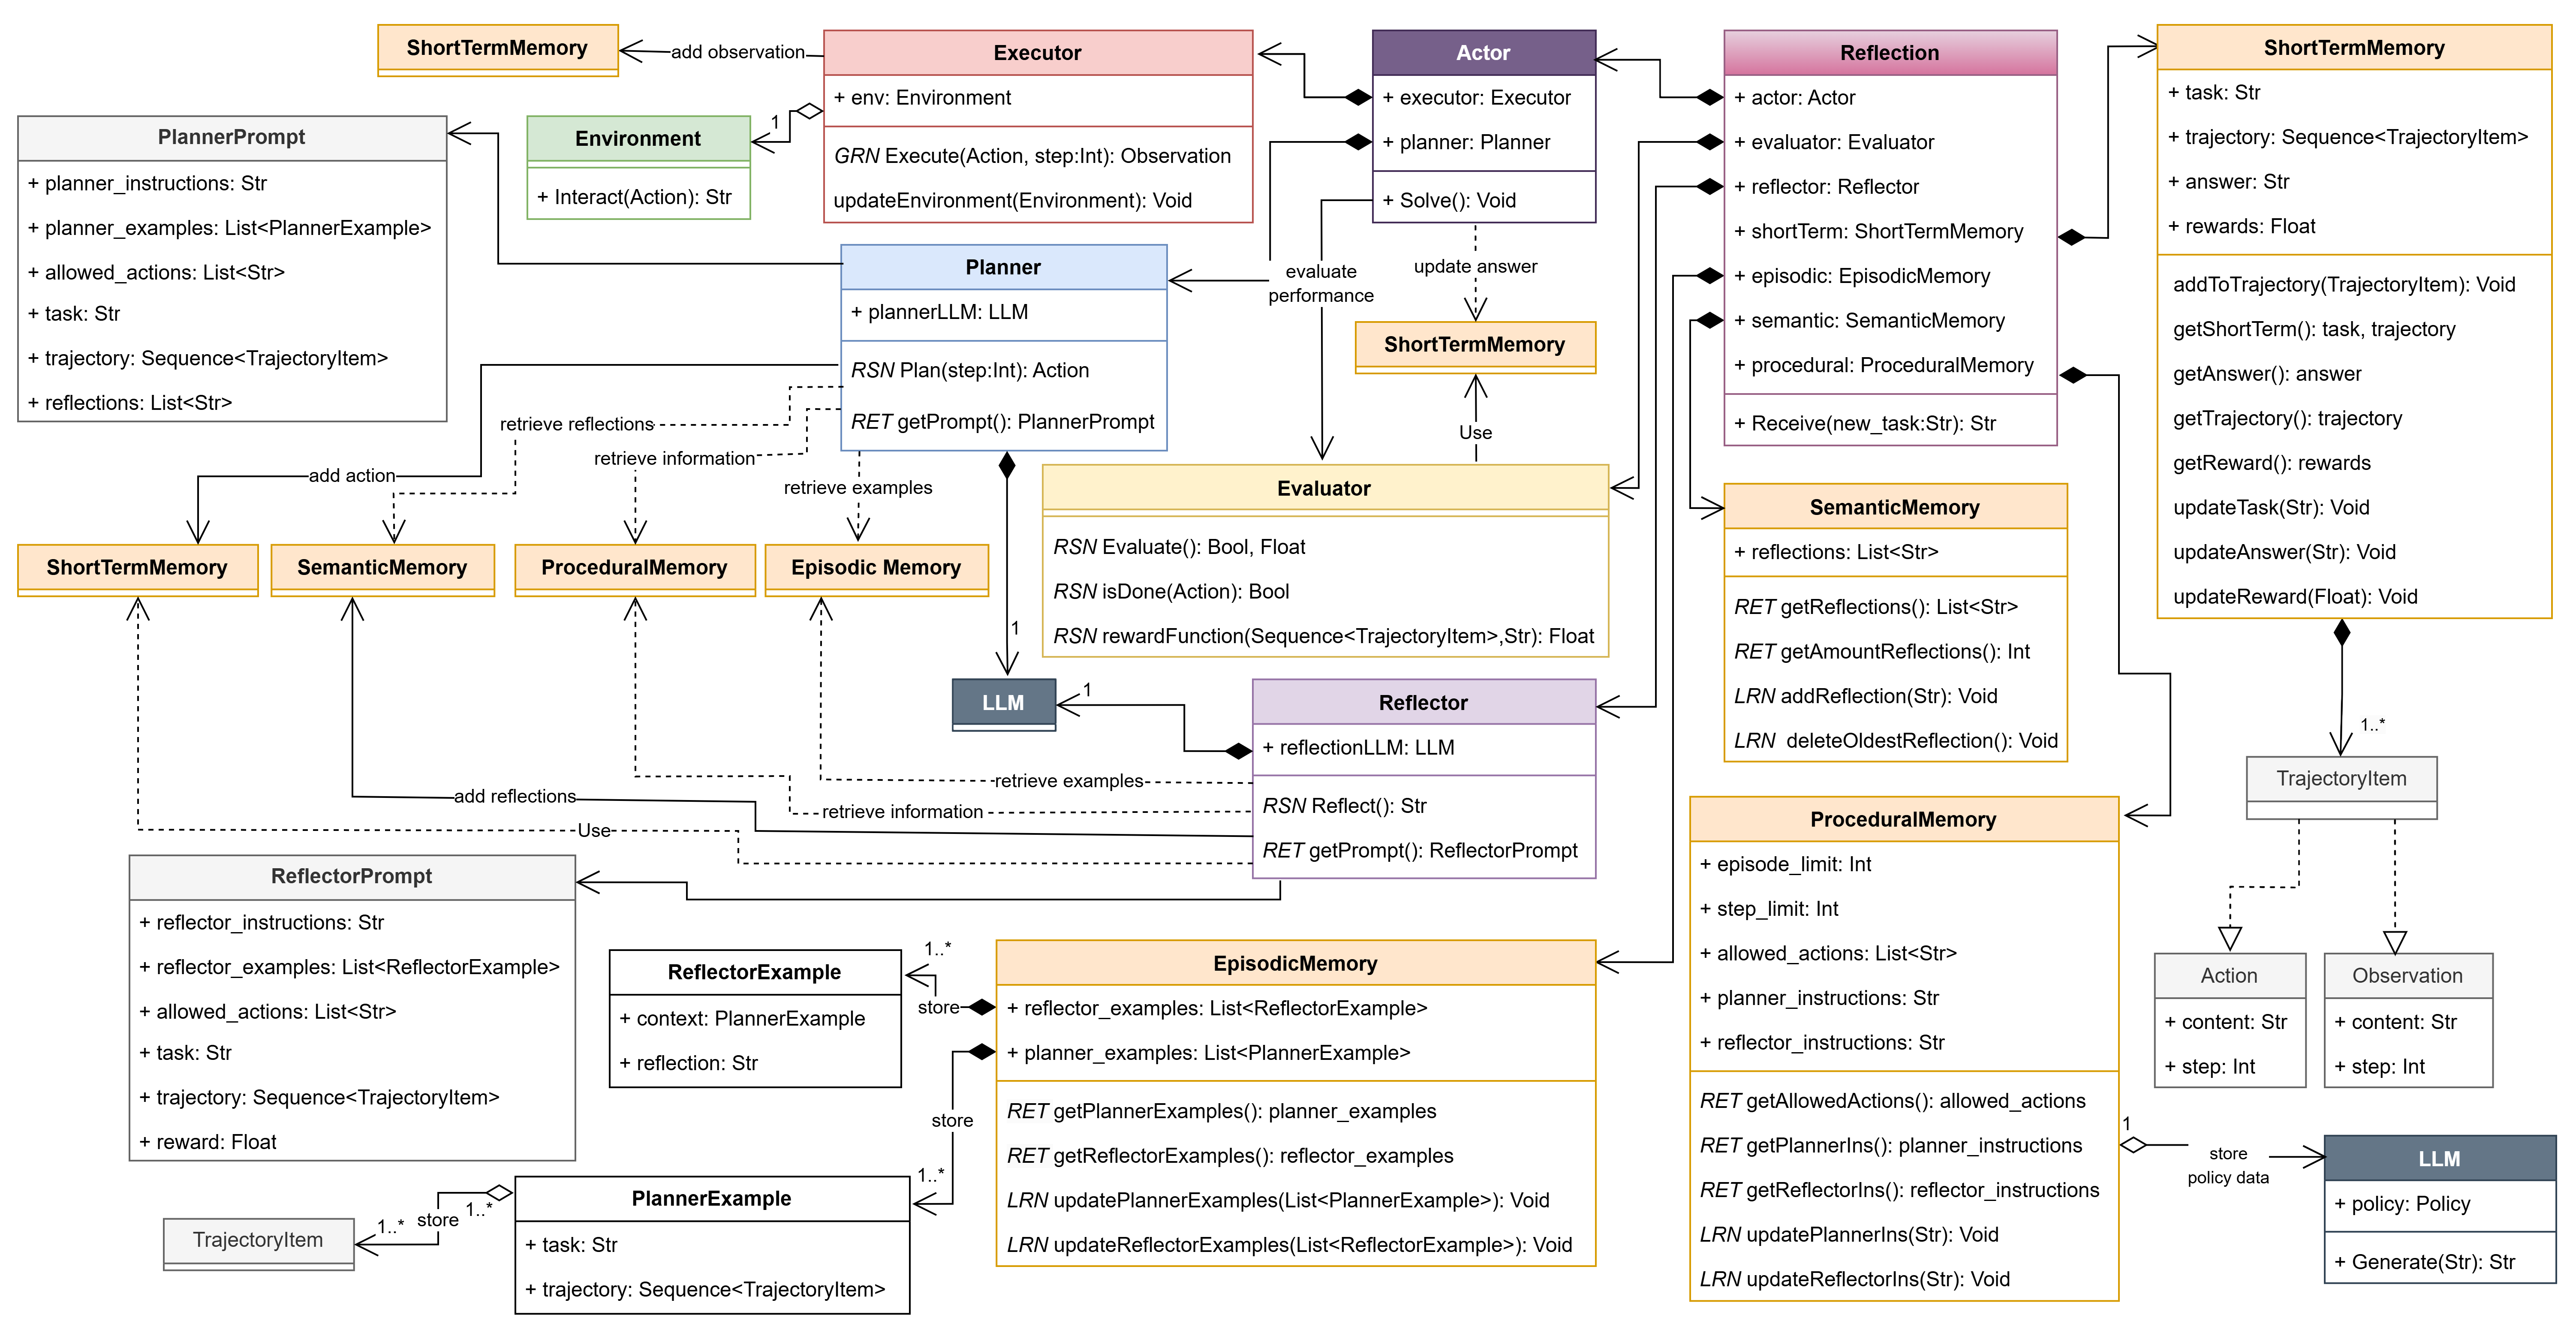 ShortTermMemory
add observation
Executor
+ env: Environment
GRN Execute(Action, step:Int): Observation
updateEnvironment(Environment): Void
Actor
+ executor: Executor
+ planner: Planner
+ Solve(): Void
Reflection
+ actor: Actor
+ evaluator: Evaluator
+ reflector: Reflector
+ shortTerm: ShortTermMemory
+ episodic: EpisodicMemory
+ semantic: SemanticMemory
+ procedural: ProceduralMemory
+ Receive(new_task:Str): Str
ShortTermMemory
+ task: Str
+ trajectory: Sequence<TrajectoryItem>
+ answer: Str
+ rewards: Float
addToTrajectory(TrajectoryItem): Void
getShortTerm(): task, trajectory
getAnswer(): answer
getTrajectory(): trajectory
getReward(): rewards
updateTask(Str): Void
updateAnswer(Str): Void
updateReward(Float): Void
PlannerPrompt
+ planner_instructions: Str
+ planner_examples: List<PlannerExample>
+ allowed_actions: List<Str>
+ task: Str
+ trajectory: Sequence<TrajectoryItem>
+ reflections: List<Str>
1
Environment
+ Interact(Action): Str
Planner
+ plannerLLM: LLM
RSN Plan(step:Int): Action
RET getPrompt(): PlannerPrompt
evaluate
performance
update answer
ShortTermMemory
Use
retrieve reflections
retrieve information
add action
retrieve examples
ShortTermMemory
SemanticMemory
ProceduralMemory
Episodic Memory
Evaluator
RSN Evaluate(): Bool, Float
RSN isDone(Action): Bool
RSN rewardFunction(Sequence<TrajectoryItem>,Str): Float
SemanticMemory
+ reflections: List<Str>
RET getReflections(): List<Str>
RET getAmountReflections(): Int
LRN addReflection(Str): Void
LRN deleteOldestReflection(): Void
1
LLM
1
Reflector
+ reflectionLLM: LLM
RSN Reflect(): Str
RET getPrompt(): ReflectorPrompt
retrieve examples
add reflections
retrieve information
Use
1..*
TrajectoryItem
Action
+ content: Str
+ step: Int
Observation
+ content: Str
+ step: Int
ProceduralMemory
+ episode_limit: Int
+ step_limit: Int
+ allowed_actions: List<Str>
+ planner_instructions: Str
+ reflector_instructions: Str
RET getAllowedActions(): allowed_actions
RET getPlannerIns(): planner_instructions
RET getReflectorIns(): reflector_instructions
LRN updatePlannerIns(Str): Void
LRN updateReflectorIns(Str): Void
1
store
policy data
LLM
+ policy: Policy
+ Generate(Str): Str
ReflectorPrompt
+ reflector_instructions: Str
+ reflector_examples: List<ReflectorExample>
+ allowed_actions: List<Str>
+ task: Str
+ trajectory: Sequence<TrajectoryItem>
+ reward: Float
ReflectorExample
+ context: PlannerExample
+ reflection: Str
1..*
store
EpisodicMemory
+ reflector_examples: List<ReflectorExample>
+ planner_examples: List<PlannerExample>
RET getPlannerExamples(): planner_examples
RET getReflectorExamples(): reflector_examples
LRN updatePlannerExamples(List<PlannerExample>): Void
LRN updateReflectorExamples(List<ReflectorExample>): Void
store
1..*
PlannerExample
+ task: Str
+ trajectory: Sequence<TrajectoryItem>
1..*
store
1..*
TrajectoryItem